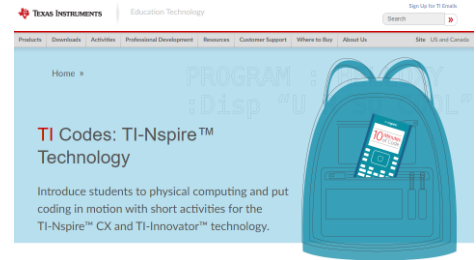 Sign Up for TI Emails
TEXAS INSTRUMENTS
Education Technology
Search »
Products Downloads Activities Professional Development Resources Customer Support Where to Buy About Us Site US and Canada
Home »
PROGRAM :
:Disp "U
TI Codes: TI-Nspire™
Technology
10 Minutes
of Code
Introduce students to physical computing and put
coding in motion with short activities for the
TI-Nspire™ CX and TI-Innovator™ technology.